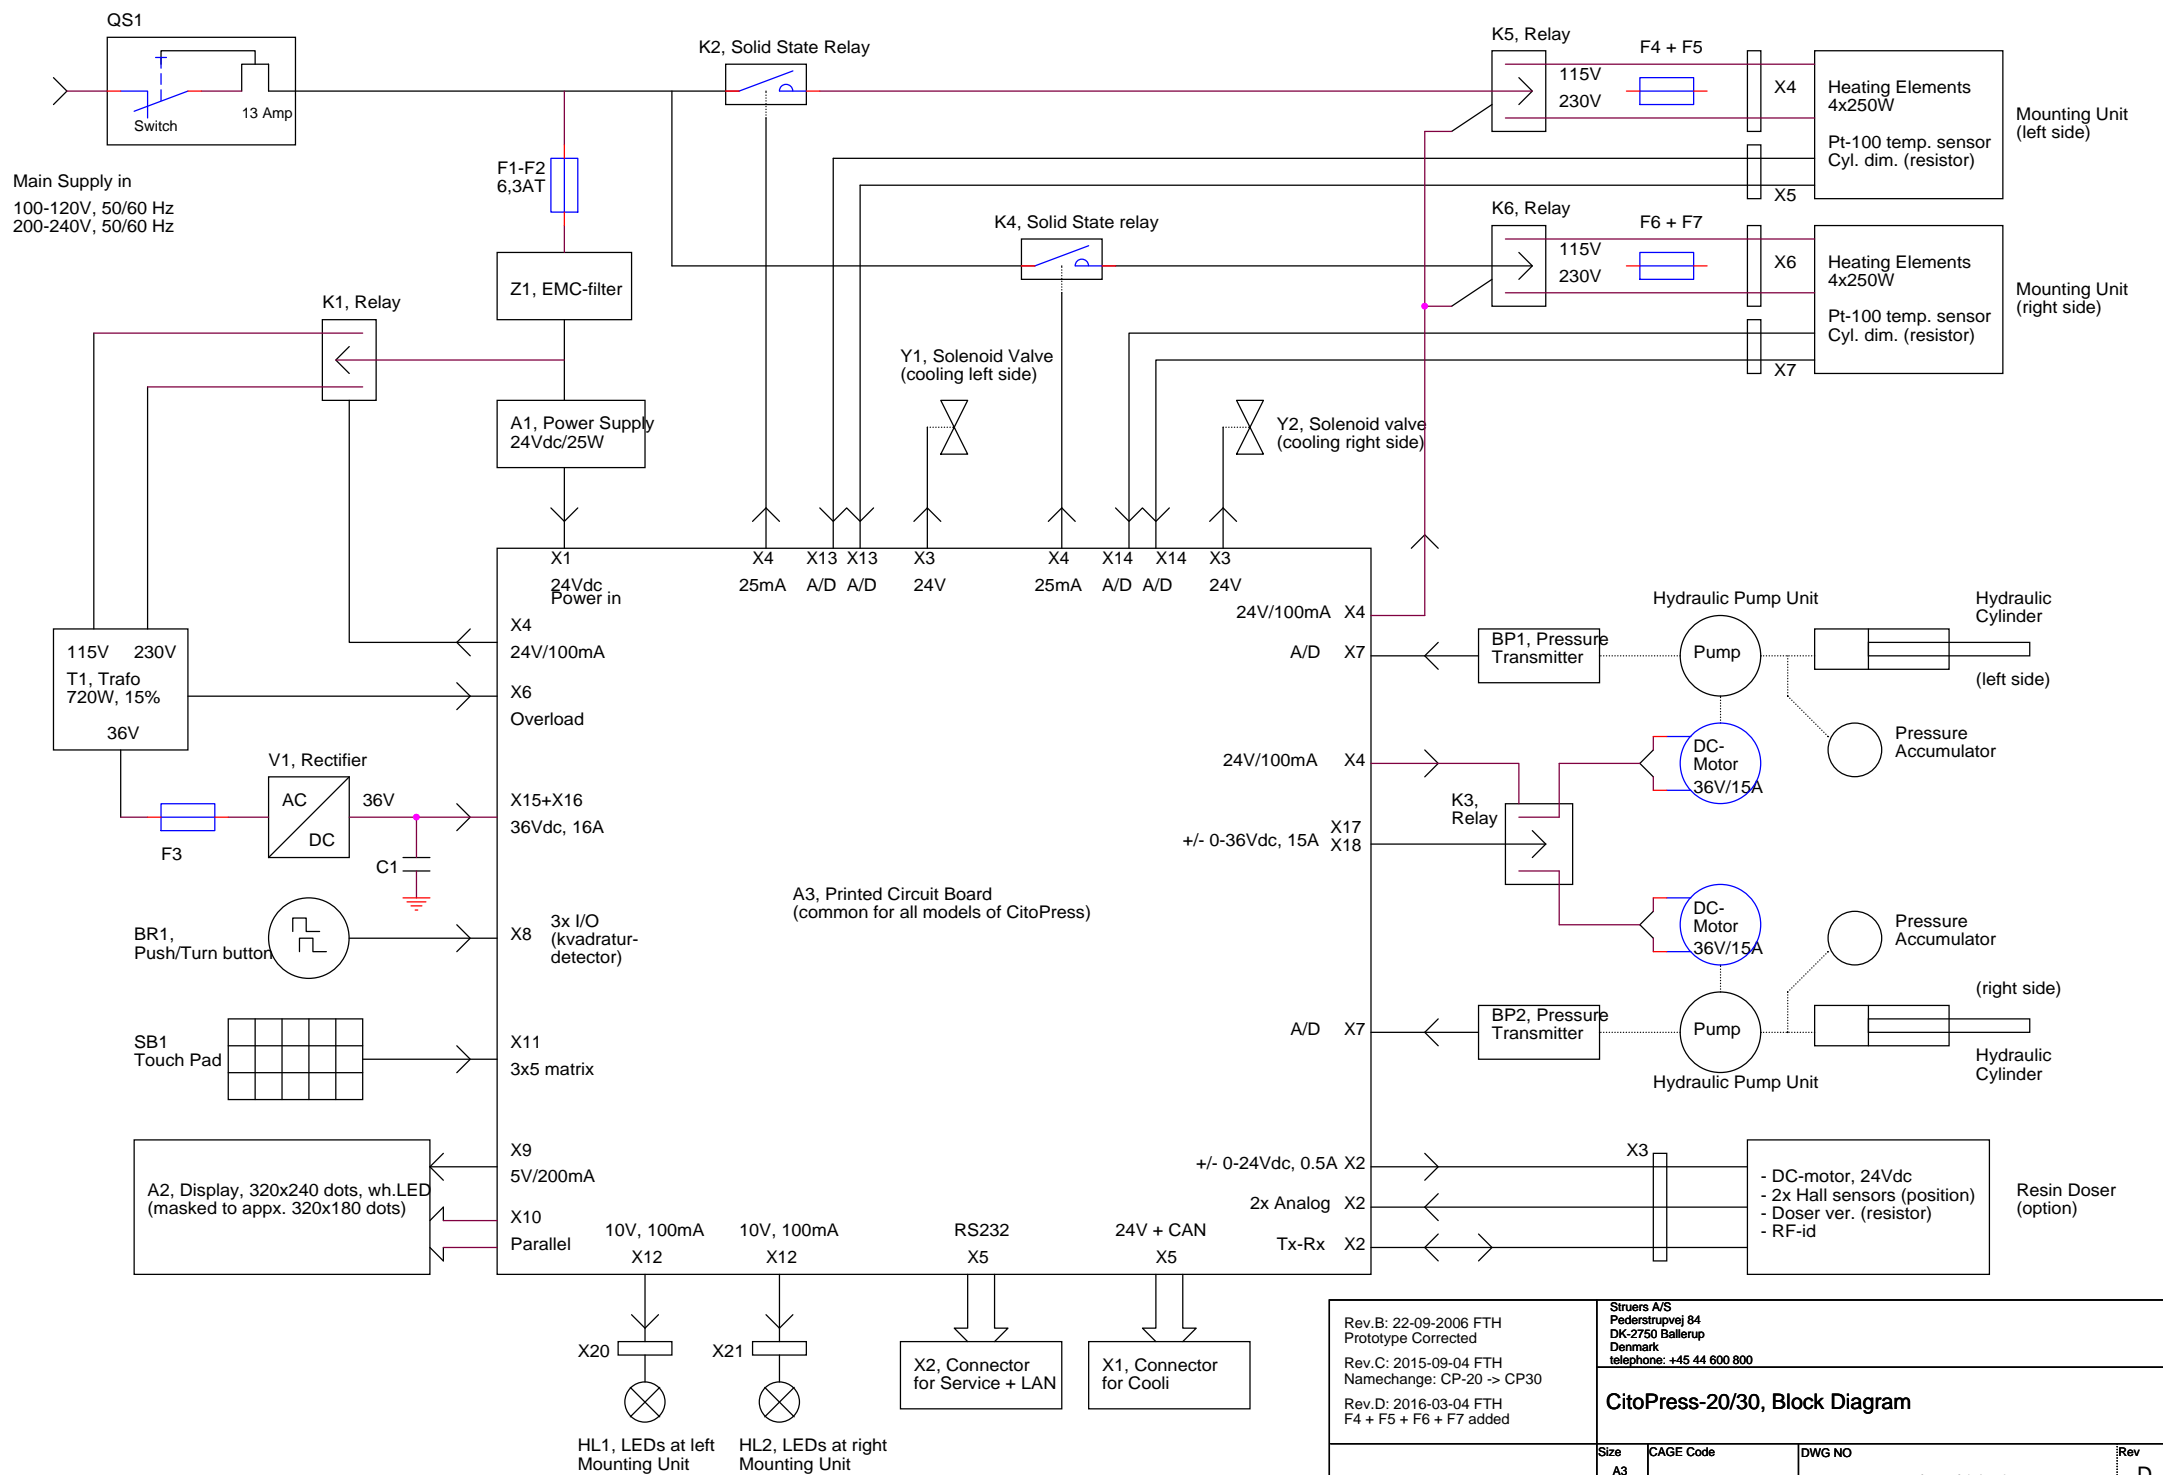 QS1
Switch
13 Amp
Main Supply in
100-120V, 50/60 Hz
200-240V, 50/60 Hz
K2, Solid State Relay
K5, Relay
115V
230V
F4 + F5
X4
Heating Elements
4x250W
Pt-100 temp. sensor
Cyl. dim. (resistor)
X5
Mounting Unit
(left side)
F1-F2
6,3AT
K4, Solid State relay
K6, Relay
115V
230V
F6 + F7
X6
Heating Elements
4x250W
Pt-100 temp. sensor
Cyl. dim. (resistor)
X7
Mounting Unit
(right side)
Z1, EMC-filter
K1, Relay
Y1, Solenoid Valve
(cooling left side)
Y2, Solenoid valve
(cooling right side)
A1, Power Supply
24Vdc/25W
X1
24Vdc
Power in
X4
25mA
X13 X13
A/D A/D
X3
24V
X4
25mA
X14 X14
A/D A/D
X3
24V
X4
24V/100mA
115V 230V
T1, Trafo
720W, 15%
36V
X6
Overload
V1, Rectifier
AC
DC
36V
F3
C1
X15+X16
36Vdc, 16A
BR1,
Push/Turn button
X8
3x I/O
(kvadratur-
detector)
SB1
Touch Pad
X11
3x5 matrix
A2, Display, 320x240 dots, wh.LED
(masked to appx. 320x180 dots)
X9
5V/200mA
X10
Parallel
A3, Printed Circuit Board
(common for all models of CitoPress)
24V/100mA X4
A/D X7
BP1, Pressure
Transmitter
Hydraulic Pump Unit
Pump
Hydraulic
Cylinder
(left side)
Pressure
Accumulator
24V/100mA X4
DC-
Motor
36V/15A
K3,
Relay
X17
+/- 0-36Vdc, 15A X18
DC-
Motor
36V/15A
Pressure
Accumulator
(right side)
A/D X7
BP2, Pressure
Transmitter
Pump
Hydraulic Pump Unit
Hydraulic
Cylinder
+/- 0-24Vdc, 0.5A X2
2x Analog X2
Tx-Rx X2
X3
- DC-motor, 24Vdc
- 2x Hall sensors (position)
- Doser ver. (resistor)
- RF-id
Resin Doser
(option)
10V, 100mA
X12
10V, 100mA
X12
RS232
X5
24V + CAN
X5
X20
X21
HL1, LEDs at left
Mounting Unit
HL2, LEDs at right
Mounting Unit
X2, Connector
for Service + LAN
X1, Connector
for Cooli
Rev.B: 22-09-2006 FTH
Prototype Corrected
Rev.C: 2015-09-04 FTH
Namechange: CP-20 -> CP30
Rev.D: 2016-03-04 FTH
F4 + F5 + F6 + F7 added
Struers A/S
Pederstrupvej 84
DK-2750 Ballerup
Denmark
telephone: +45 44 600 800
CitoPress-20/30, Block Diagram
Size
A3
CAGE Code
DWG NO
Rev
D